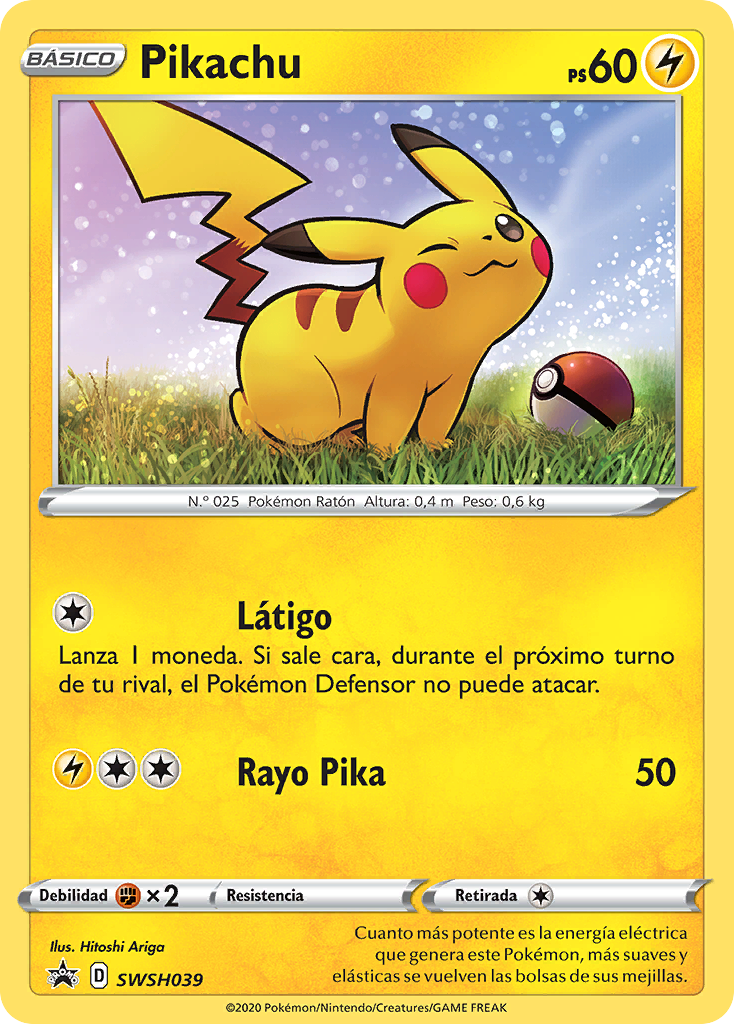 BÁSICO
Pikachu
PS60
N.º 025 Pokémon Ratón Altura: 0,4 m Peso: 0,6 kg
Látigo
Lanza 1 moneda. Si sale cara, durante el próximo turno
de tu rival, el Pokémon Defensor no puede atacar.
Rayo Pika 50
Debilidad ×2 Resistencia Retirada
Ilus. Hitoshi Ariga
PROMO D SWSH039
Cuanto más potente es la energía eléctrica
que genera este Pokémon, más suaves y
elásticas se vuelven las bolsas de sus mejillas.
©2020 Pokémon/Nintendo/Creatures/GAME FREAK